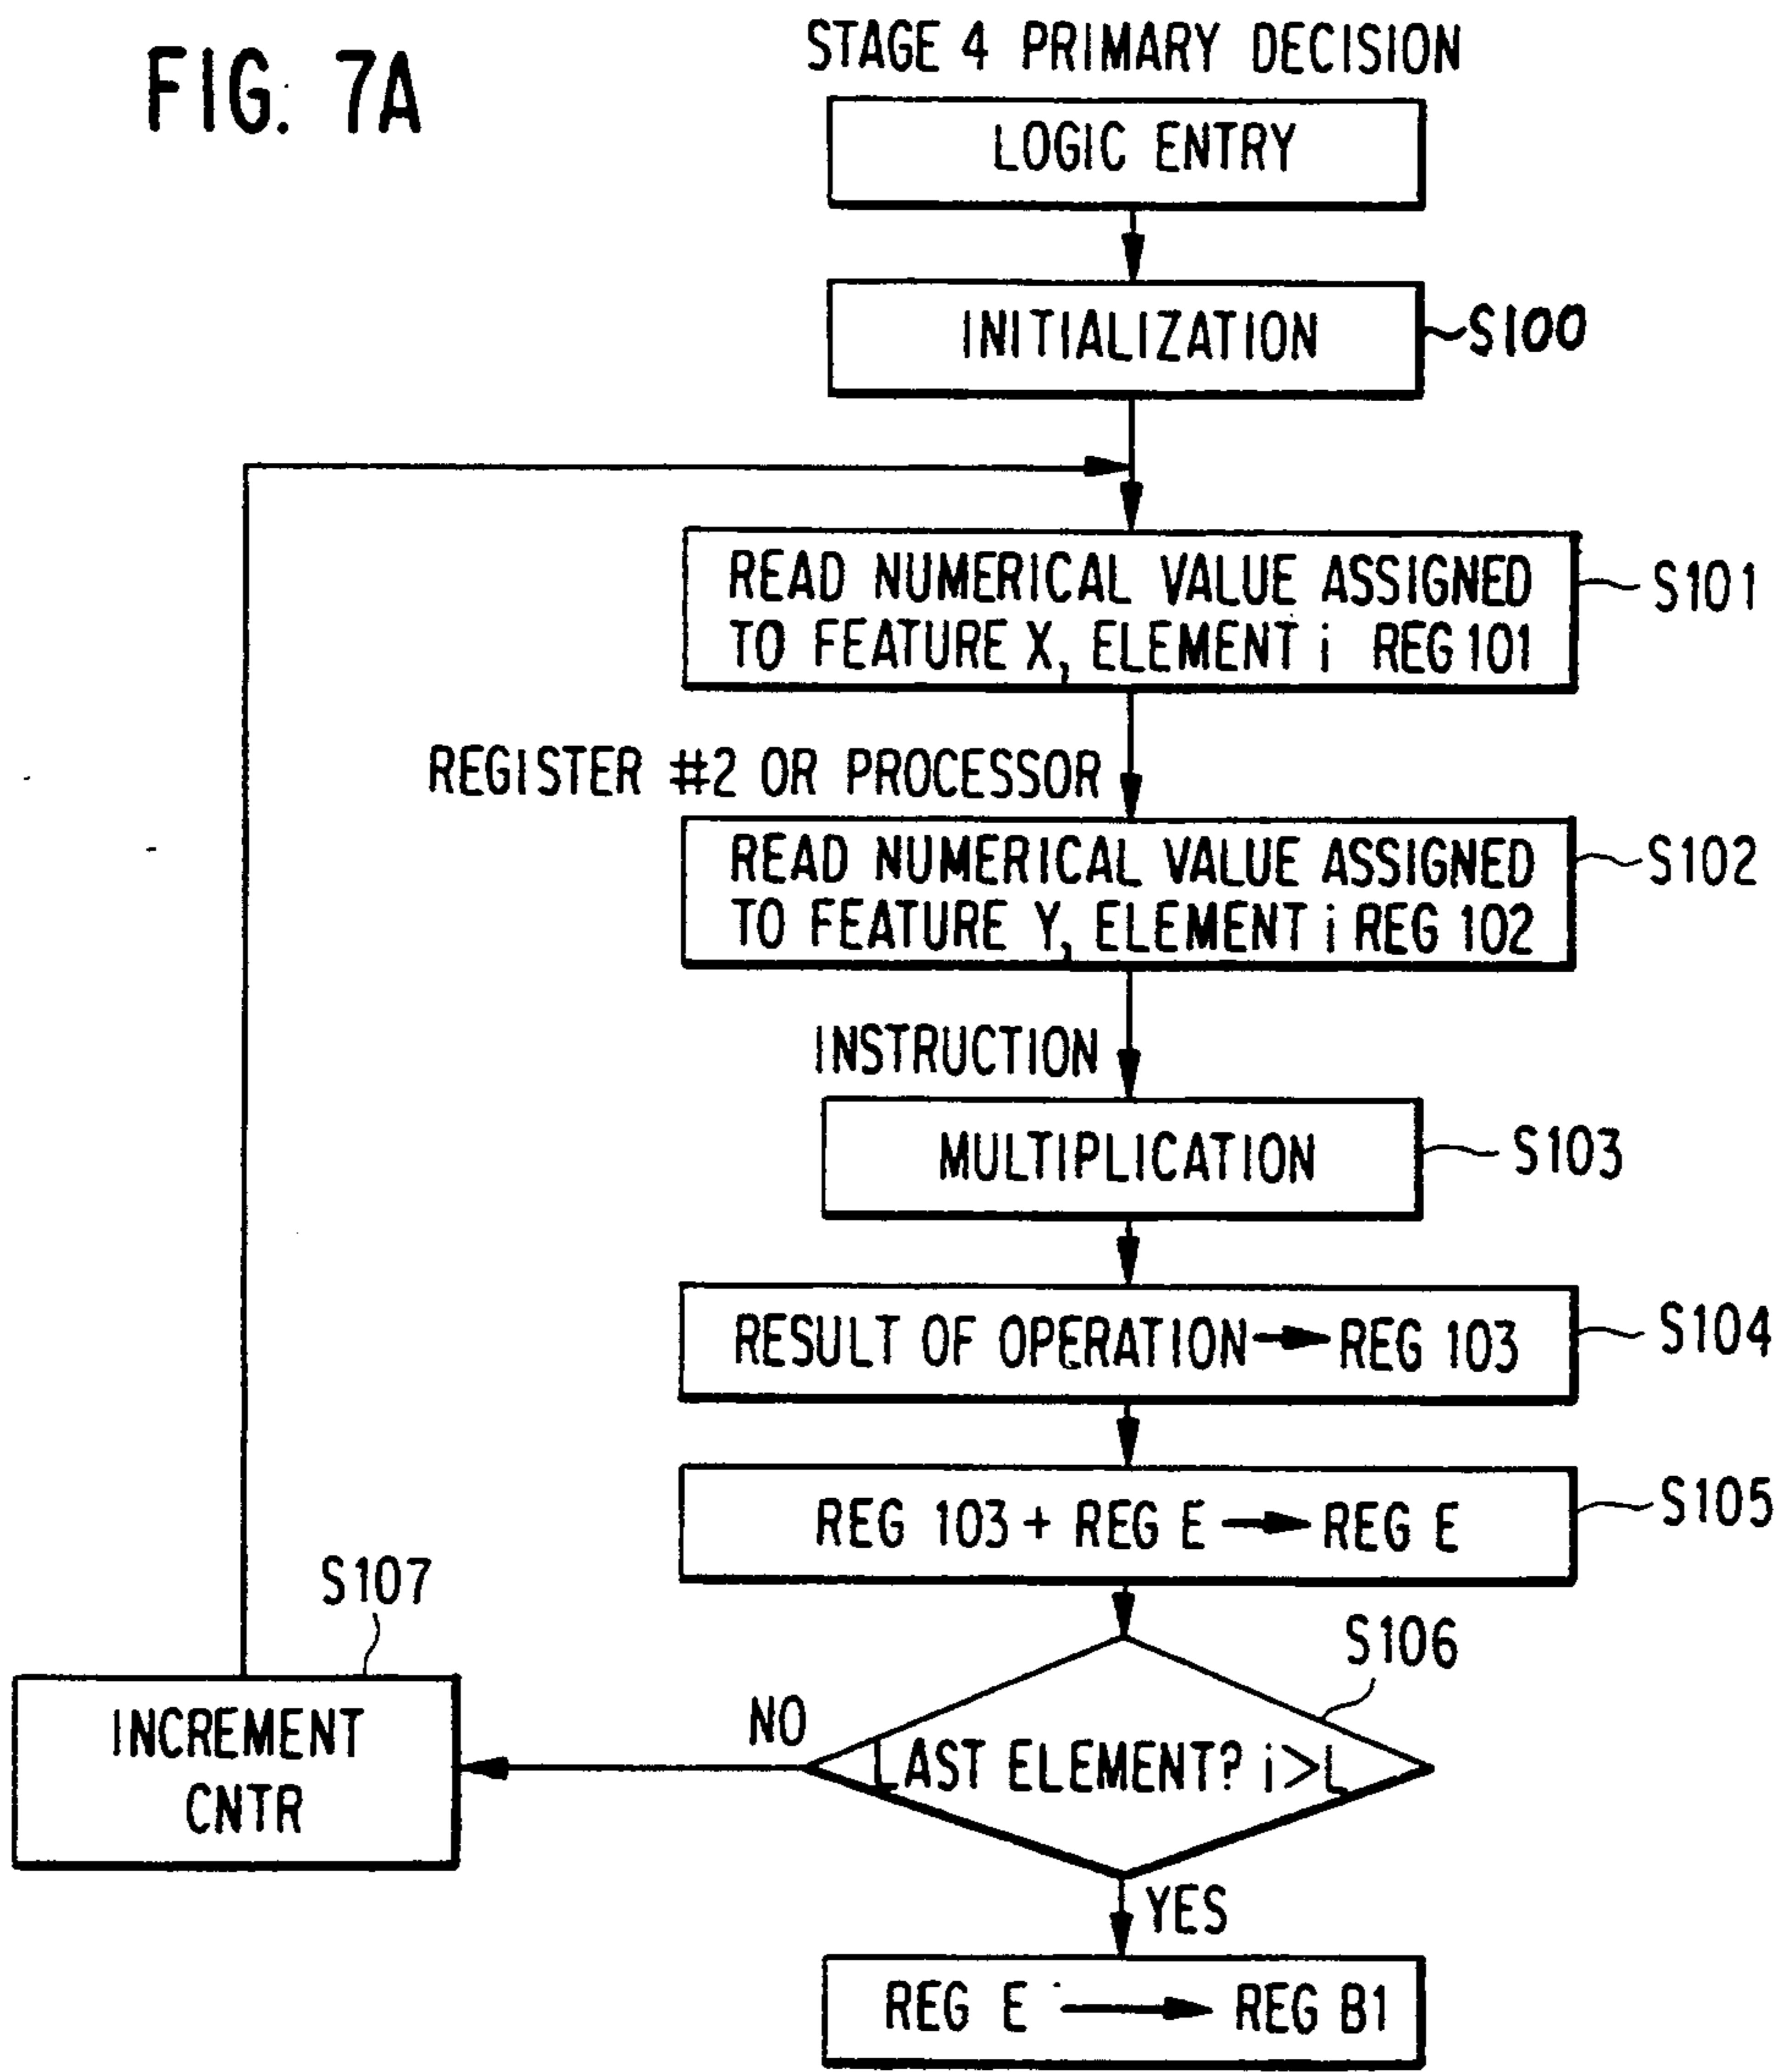 FIG. 7A
STAGE 4 PRIMARY DECISION
LOGIC ENTRY
INITIALIZATION
S100
READ NUMERICAL VALUE ASSIGNED
TO FEATURE X, ELEMENT i REG 101
S101
REGISTER #2 OR PROCESSOR
READ NUMERICAL VALUE ASSIGNED
TO FEATURE Y, ELEMENT i REG 102
S102
INSTRUCTION
MULTIPLICATION
S103
RESULT OF OPERATION → REG 103
S104
REG 103 + REG E → REG E
S105
S107
INCREMENT
CNTR
NO
LAST ELEMENT? i>L
S106
YES
REG E → REG B1